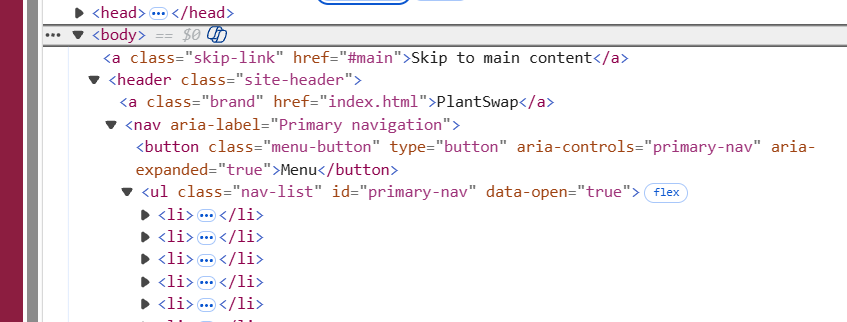 <head> ••• </head>
••• <body> == $0
<a class="skip-link" href="#main">Skip to main content</a>
<header class="site-header">
<a class="brand" href="index.html">PlantSwap</a>
<nav aria-label="Primary navigation">
<button class="menu-button" type="button" aria-controls="primary-nav" aria-
expanded="true">Menu</button>
<ul class="nav-list" id="primary-nav" data-open="true"> flex
<li> ••• </li>
<li> ••• </li>
<li> ••• </li>
<li> ••• </li>
<li> ••• </li>